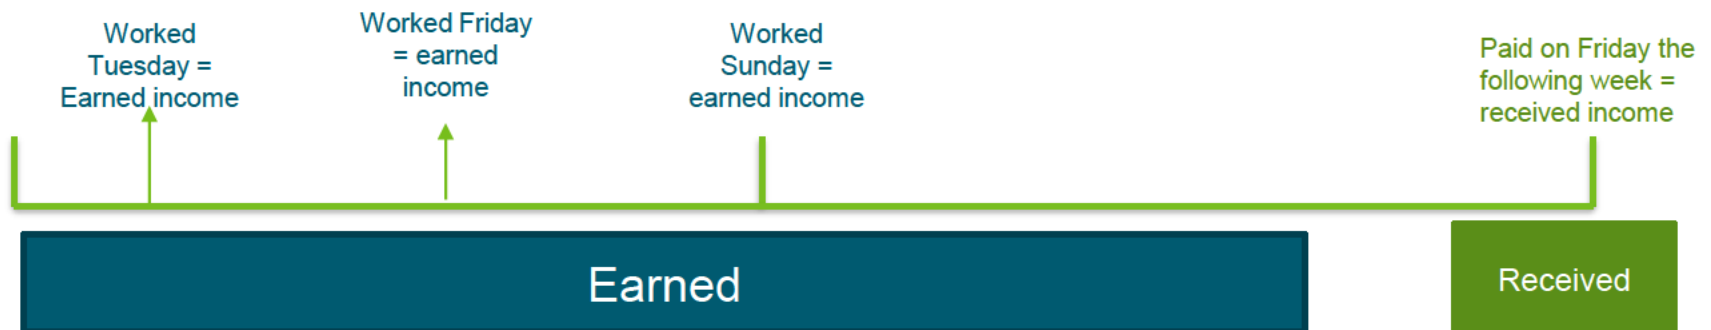 Worked
Tuesday =
Earned income
Worked Friday
= earned
income
Worked
Sunday =
earned income
Paid on Friday the
following week =
received income
Earned
Received